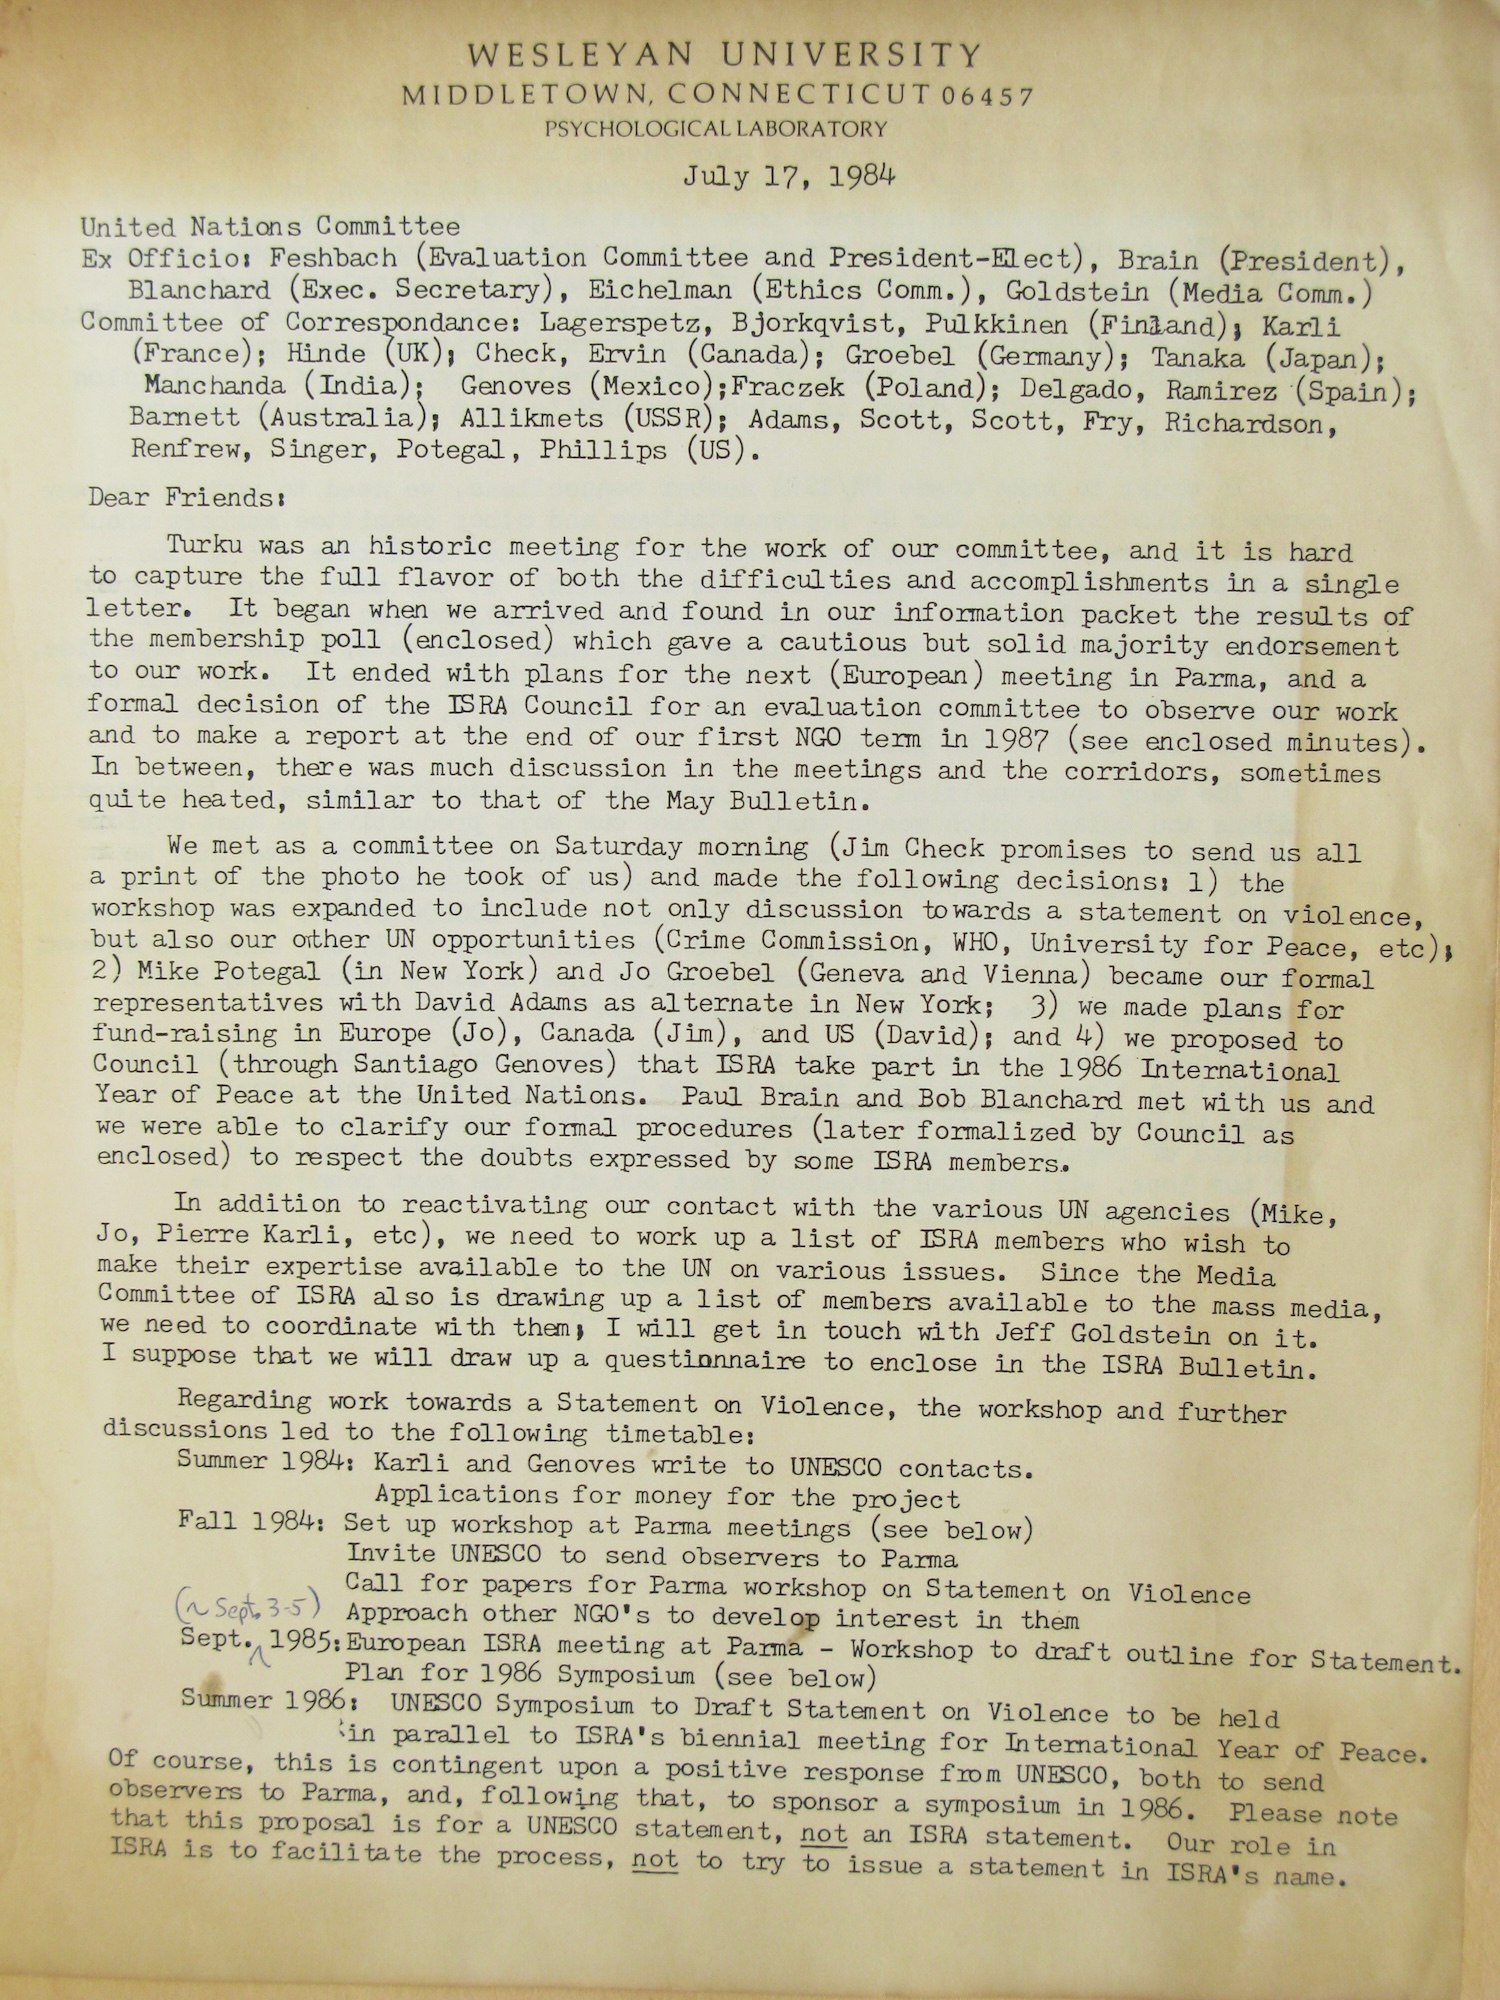 WESLEYAN UNIVERSITY
MIDDLETOWN, CONNECTICUT 06457
PSYCHOLOGICAL LABORATORY
July 17, 1984
United Nations Committee
Ex Officio: Feshbach (Evaluation Committee and President-Elect), Brain (President),
Blanchard (Exec. Secretary), Eichelman (Ethics Comm.), Goldstein (Media Comm.)
Committee of Correspondance: Lagerspetz, Bjorkqvist, Pulkkinen (Finland); Karli
(France); Hinde (UK); Check, Ervin (Canada); Groebel (Germany); Tanaka (Japan);
Manchanda (India); Genoves (Mexico);Fraczek (Poland); Delgado, Ramirez (Spain);
Barnett (Australia); Allikmets (USSR); Adams, Scott, Scott, Fry, Richardson,
Renfrew, Singer, Potegal, Phillips (US).
Dear Friends:
Turku was an historic meeting for the work of our committee, and it is hard
to capture the full flavor of both the difficulties and accomplishments in a single
letter. It began when we arrived and found in our information packet the results of
the membership poll (enclosed) which gave a cautious but solid majority endorsement
to our work. It ended with plans for the next (European) meeting in Parma, and a
formal decision of the ISRA Council for an evaluation committee to observe our work
and to make a report at the end of our first NGO term in 1987 (see enclosed minutes).
In between, there was much discussion in the meetings and the corridors, sometimes
quite heated, similar to that of the May Bulletin.
We met as a committee on Saturday morning (Jim Check promises to send us all
a print of the photo he took of us) and made the following decisions: 1) the
workshop was expanded to include not only discussion towards a statement on violence,
but also our other UN opportunities (Crime Commission, WHO, University for Peace, etc);
2) Mike Potegal (in New York) and Jo Groebel (Geneva and Vienna) became our formal
representatives with David Adams as alternate in New York; 3) we made plans for
fund-raising in Europe (Jo), Canada (Jim), and US (David); and 4) we proposed to
Council (through Santiago Genoves) that ISRA take part in the 1986 International
Year of Peace at the United Nations. Paul Brain and Bob Blanchard met with us and
we were able to clarify our formal procedures (later formalized by Council as
enclosed) to respect the doubts expressed by some ISRA members.
In addition to reactivating our contact with the various UN agencies (Mike,
Jo, Pierre Karli, etc), we need to work up a list of ISRA members who wish to
make their expertise available to the UN on various issues. Since the Media
Committee of ISRA also is drawing up a list of members available to the mass media,
we need to coordinate with them; I will get in touch with Jeff Goldstein on it.
I suppose that we will draw up a questionnaire to enclose in the ISRA Bulletin.
Regarding work towards a Statement on Violence, the workshop and further
discussions led to the following timetable:
Summer 1984: Karli and Genoves write to UNESCO contacts.
Applications for money for the project
Fall 1984: Set up workshop at Parma meetings (see below)
Invite UNESCO to send observers to Parma
Call for papers for Parma workshop on Statement on Violence
(~ Sept. 3-5) Approach other NGO's to develop interest in them
Sept. 1985: European ISRA meeting at Parma - Workshop to draft outline for Statement.
Plan for 1986 Symposium (see below)
Summer 1986: UNESCO Symposium to Draft Statement on Violence to be held
in parallel to ISRA's biennial meeting for International Year of Peace.
Of course, this is contingent upon a positive response from UNESCO, both to send
observers to Parma, and, following that, to sponsor a symposium in 1986. Please note
that this proposal is for a UNESCO statement, not an ISRA statement. Our role in
ISRA is to facilitate the process, not to try to issue a statement in ISRA's name.